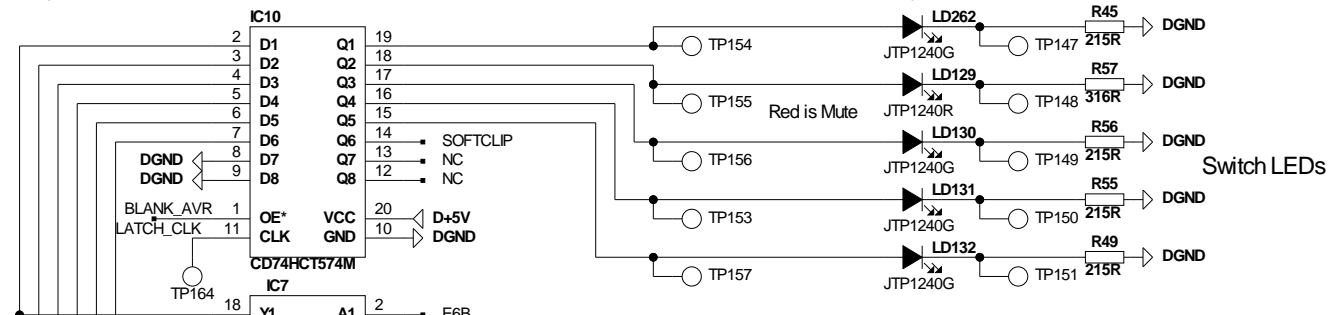 IC10
2 D1 Q1 19
3 D2 Q2 18
4 D3 Q3 17
5 D4 Q4 16
6 D5 Q5 15
7 D6 Q6 14 SOFTCLIP
DGND 8 D7 Q7 13 NC
DGND 9 D8 Q8 12 NC
BLANK_AVR 1 OE* VCC 20 D+5V
LATCH_CLK 11 CLK GND 10 DGND
CD74HCT574M
TP164
IC7
18 Y1 A1 2 E6B
TP154
TP155
TP156
TP153
TP157
Red is Mute
LD262
JTP1240G
TP147
R45
215R
DGND
LD129
JTP1240R
TP148
R57
316R
DGND
LD130
JTP1240G
TP149
R56
215R
DGND
LD131
JTP1240G
TP150
R55
215R
DGND
LD132
JTP1240G
TP151
R49
215R
DGND
Switch LEDs